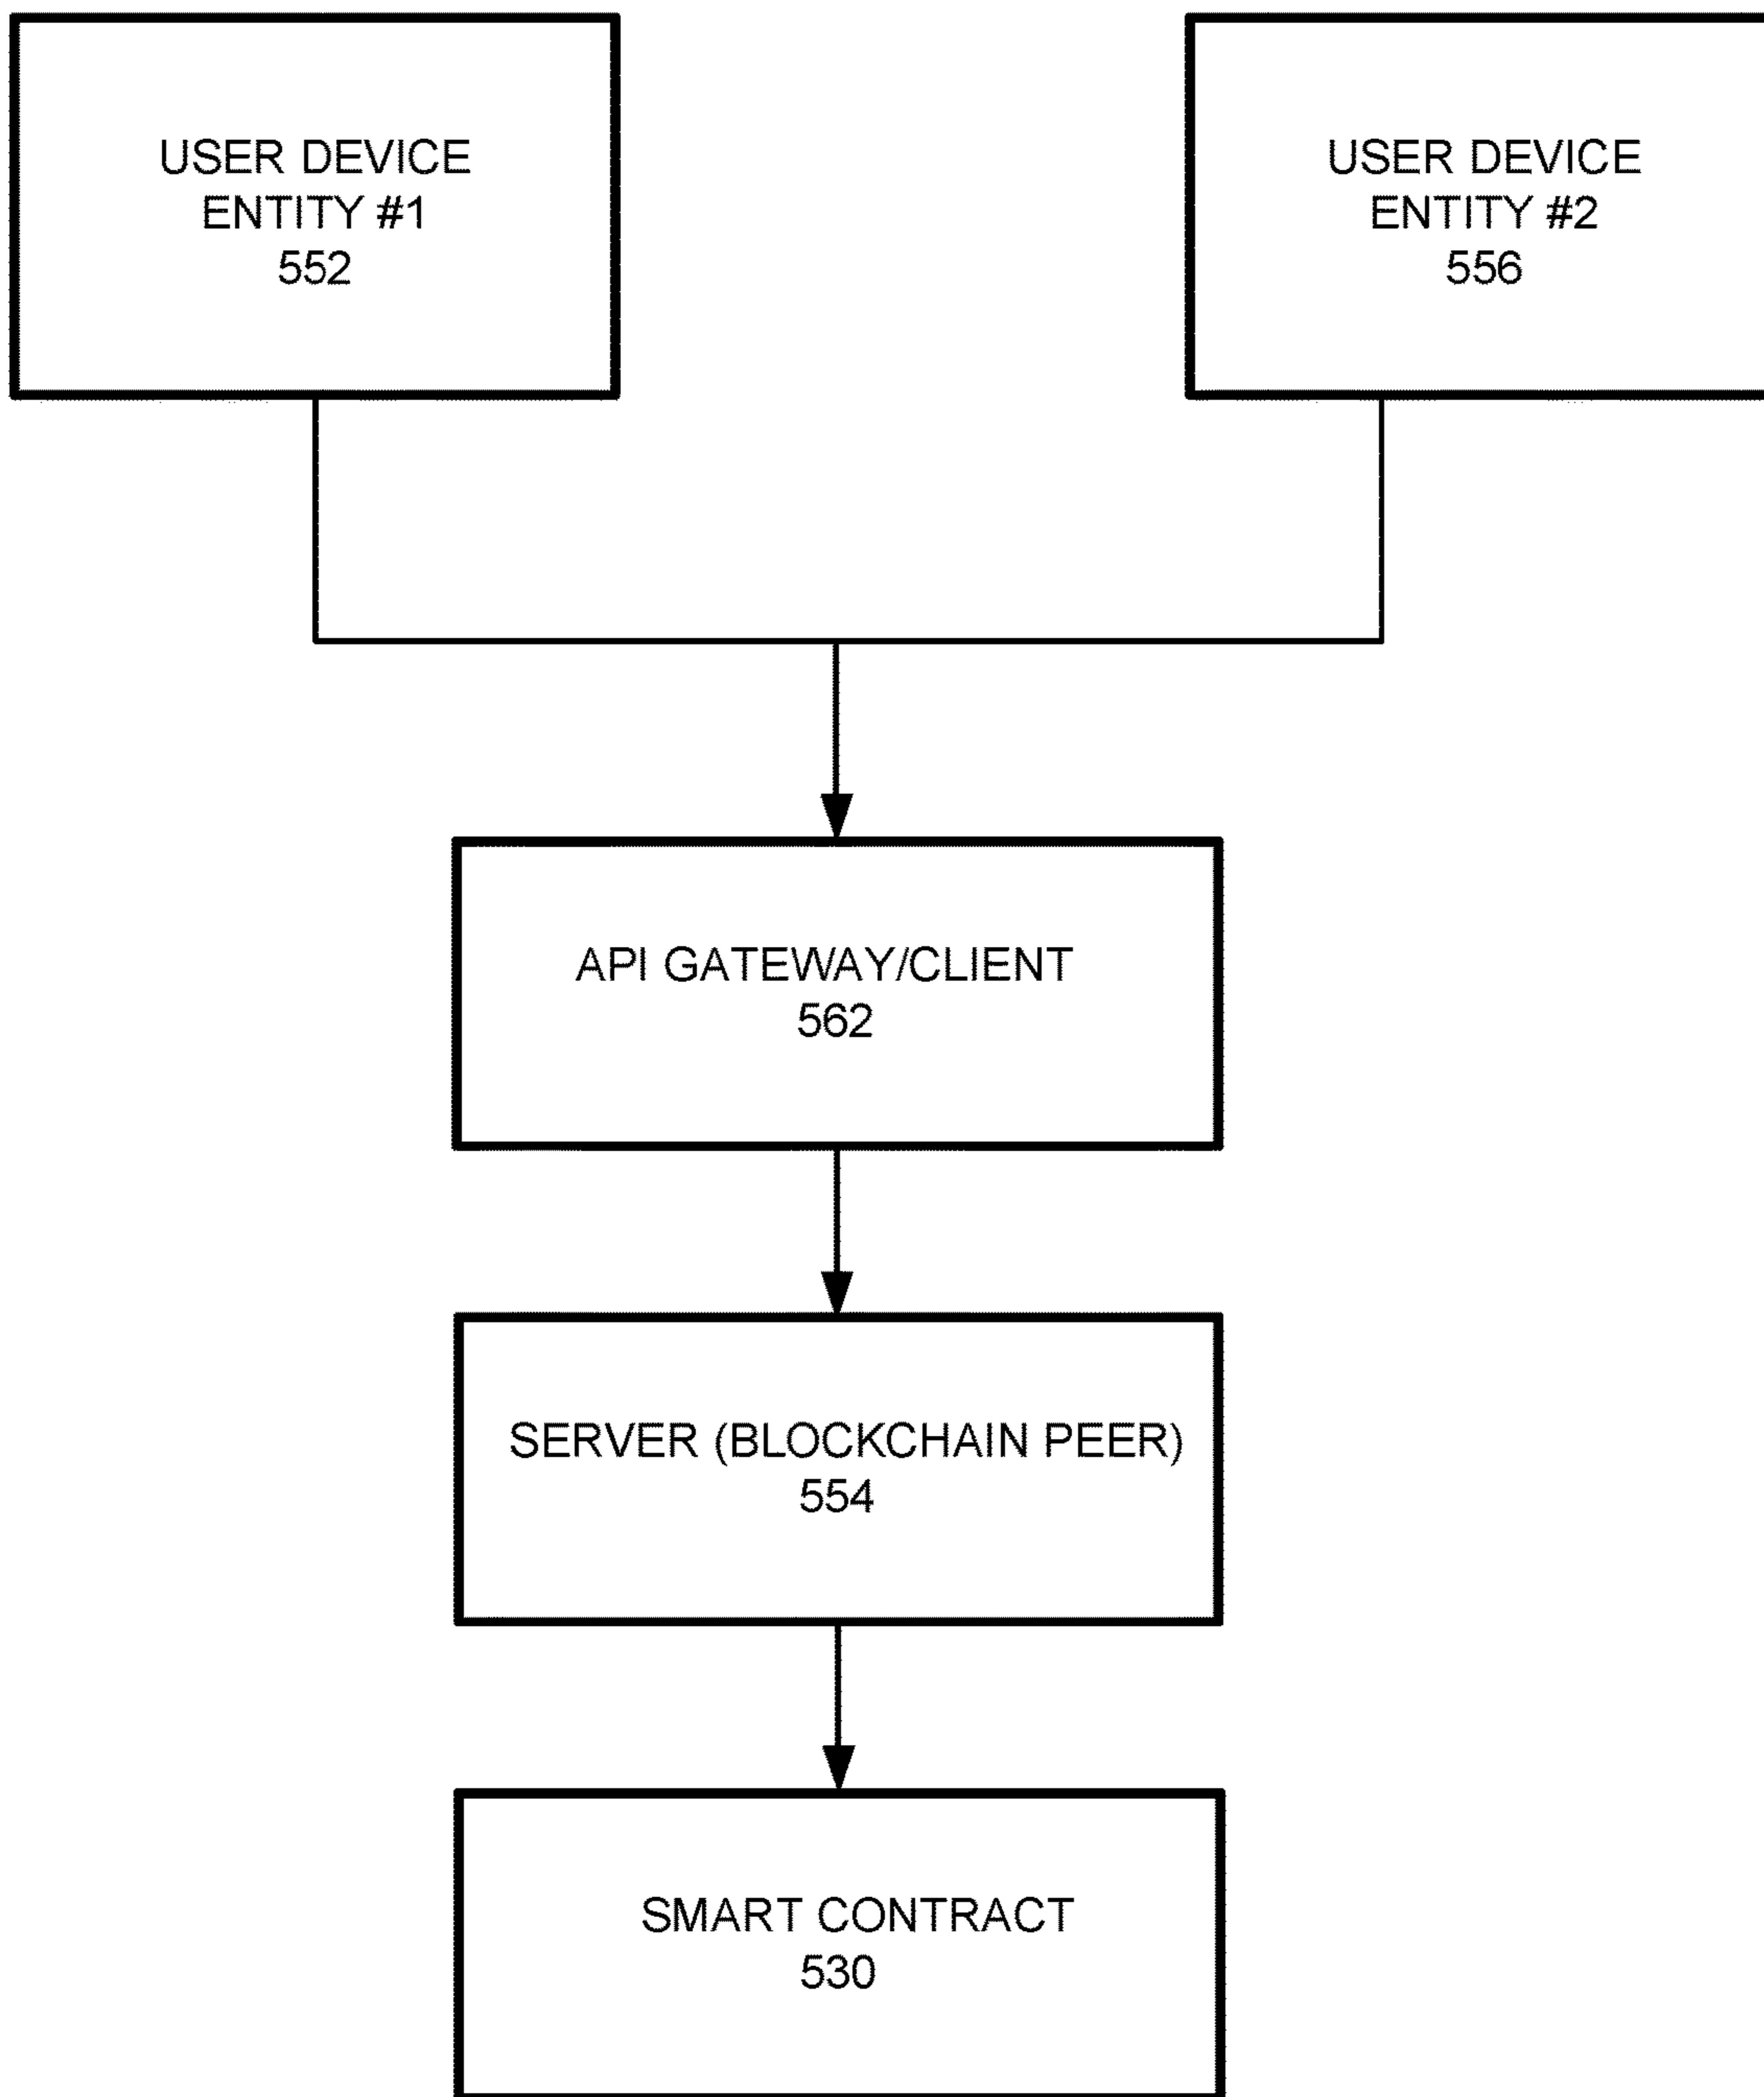 USER DEVICE
ENTITY #1
552
USER DEVICE
ENTITY #2
556
API GATEWAY/CLIENT
562
SERVER (BLOCKCHAIN PEER)
554
SMART CONTRACT
530